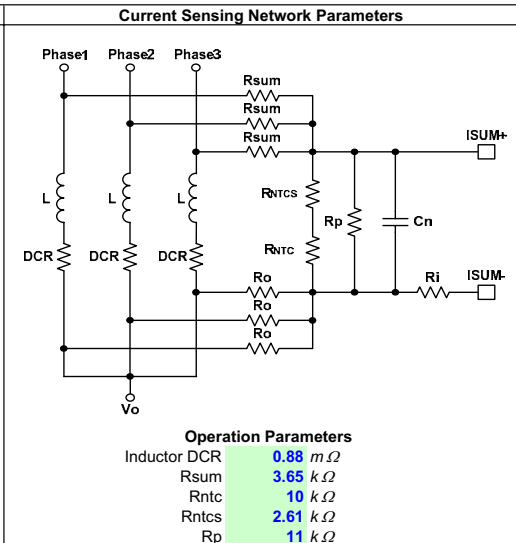 Current Sensing Network Parameters
Phase1 Phase2 Phase3
Rsum
Rsum
Rsum
ISUM+
L L L
RNTCS
Rp
Cn
RNTC
DCR DCR DCR
Ro
Ri
ISUM-
Ro
Ro
Vo
Operation Parameters
Inductor DCR 0.88 mΩ
Rsum 3.65 kΩ
Rntc 10 kΩ
Rntcs 2.61 kΩ
Rp 11 kΩ